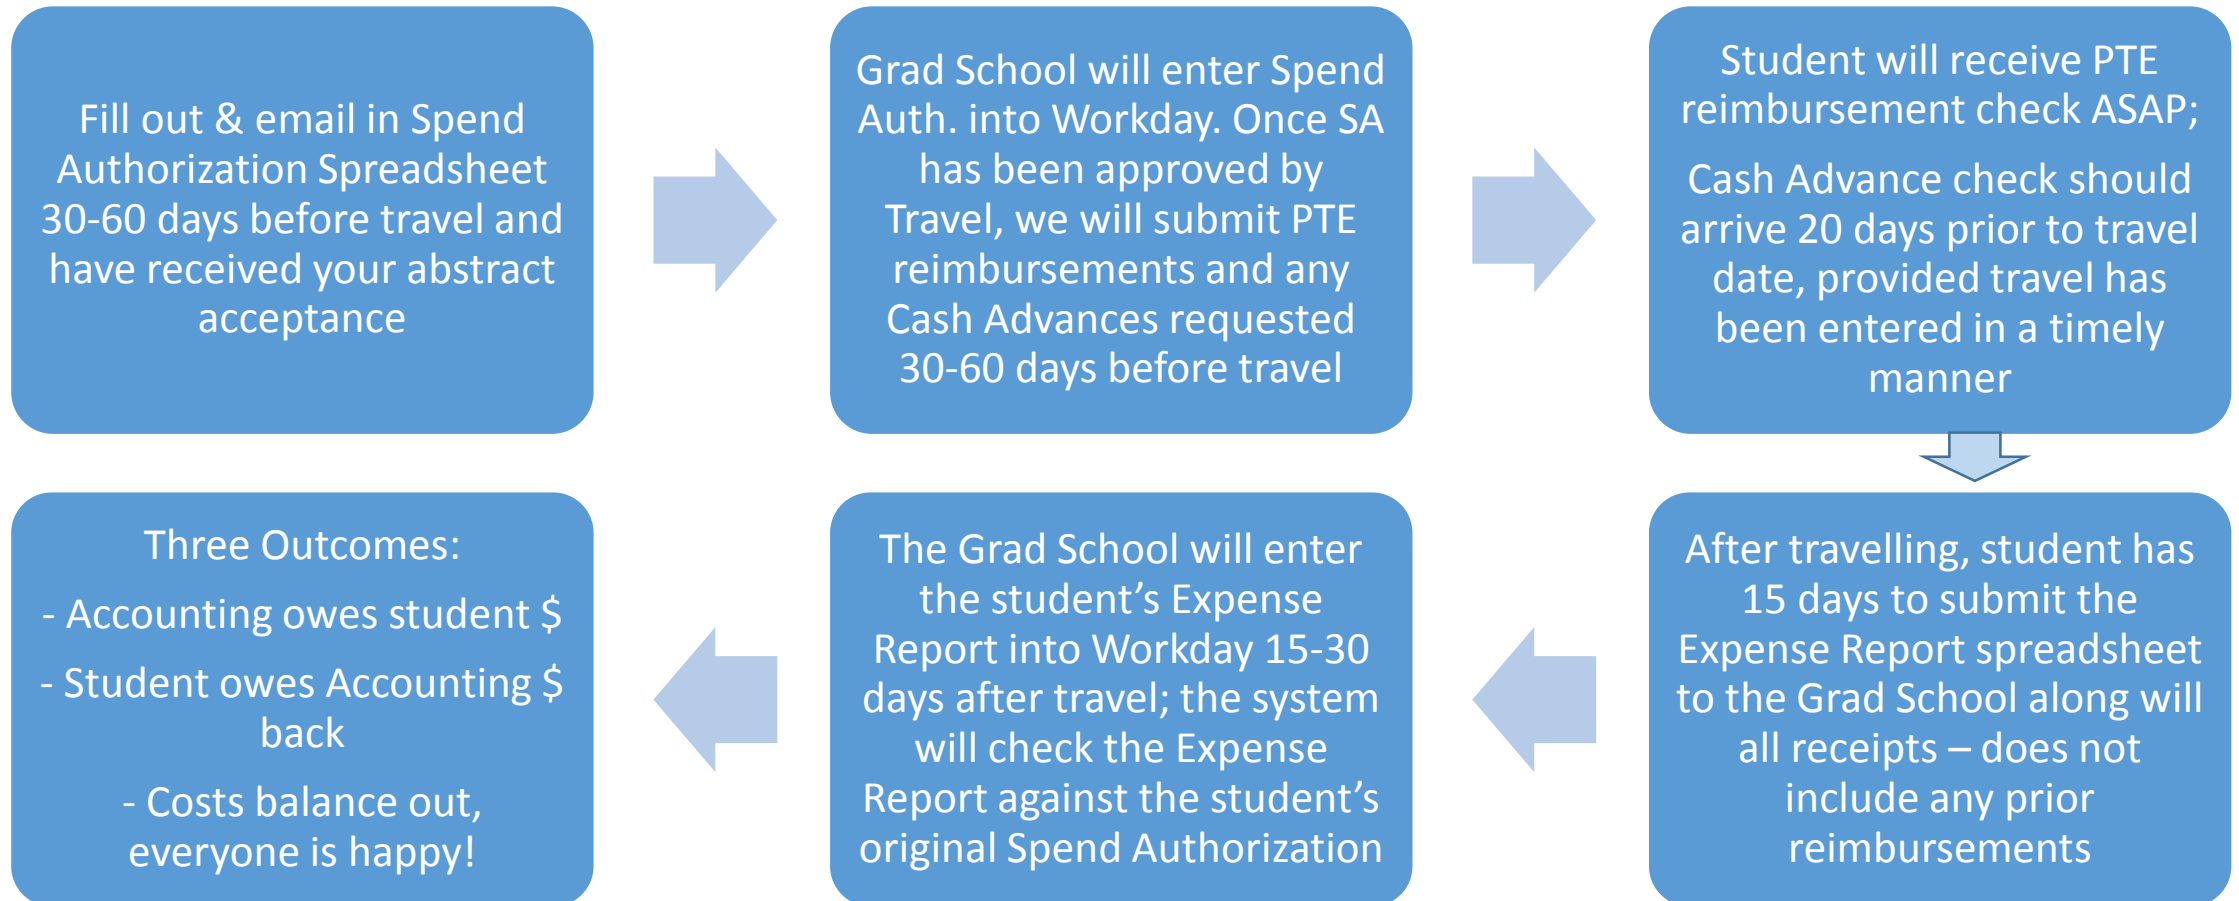 Fill out & email in Spend
Authorization Spreadsheet
30-60 days before travel and
have received your abstract
acceptance
Grad School will enter Spend
Auth. into Workday. Once SA
has been approved by
Travel, we will submit PTE
reimbursements and any
Cash Advances requested
30-60 days before travel
Student will receive PTE
reimbursement check ASAP;
Cash Advance check should
arrive 20 days prior to travel
date, provided travel has
been entered in a timely
manner
After travelling, student has
15 days to submit the
Expense Report spreadsheet
to the Grad School along will
all receipts – does not
include any prior
reimbursements
The Grad School will enter
the student’s Expense
Report into Workday 15-30
days after travel; the system
will check the Expense
Report against the student’s
original Spend Authorization
Three Outcomes:
- Accounting owes student $
- Student owes Accounting $
back
- Costs balance out,
everyone is happy!